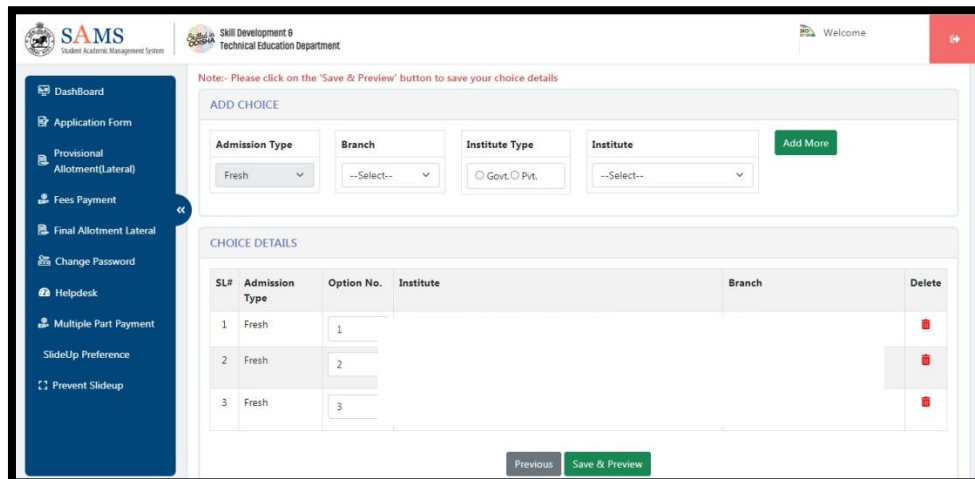 SAMS
Student Academic Management System
Skilled in
ODISHA
Skill Development &
Technical Education Department
Welcome
DashBoard
Application Form
Provisional
Allotment(Lateral)
Fees Payment
Final Allotment Lateral
Change Password
Helpdesk
Multiple Part Payment
SlideUp Preference
Prevent Slideup
Note:- Please click on the 'Save & Preview' button to save your choice details
ADD CHOICE
Admission Type Branch Institute Type Institute Add More
Fresh --Select-- Govt. Pvt. --Select--
CHOICE DETAILS
SL# Admission Type Option No. Institute Branch Delete
1 Fresh 1
2 Fresh 2
3 Fresh 3
Previous Save & Preview